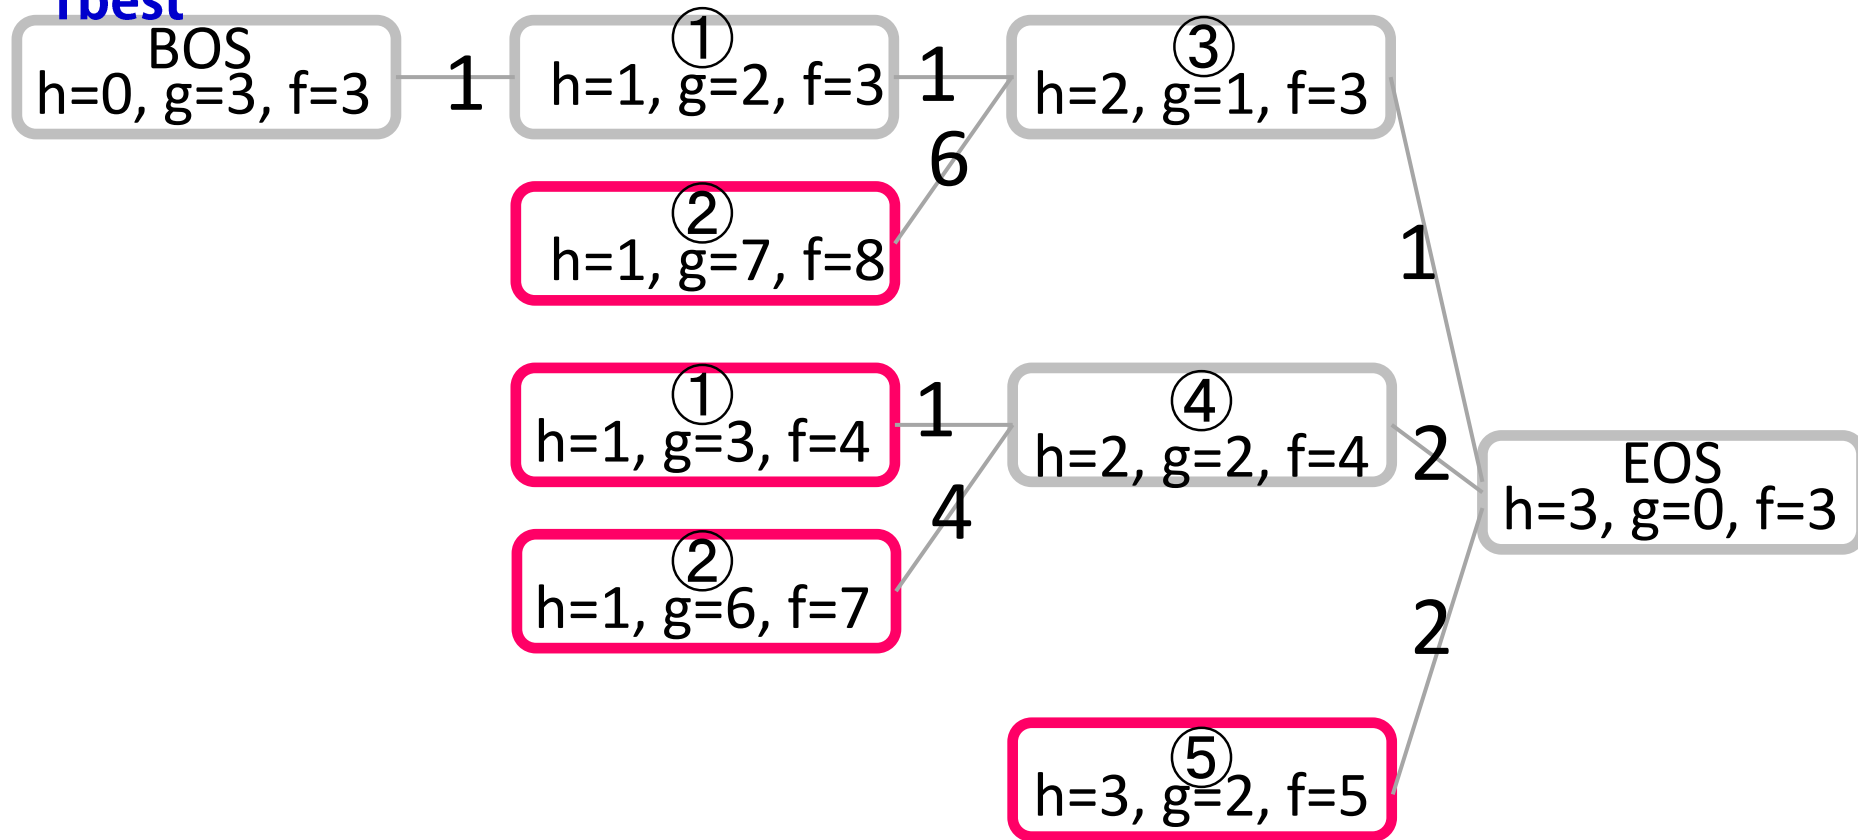 BOS
h=0, g=3, f=3
1
①
h=1, g=2, f=3
1
③
h=2, g=1, f=3
6
②
h=1, g=7, f=8
1
①
h=1, g=3, f=4
1
④
h=2, g=2, f=4
2
EOS
h=3, g=0, f=3
4
②
h=1, g=6, f=7
2
⑤
h=3, g=2, f=5